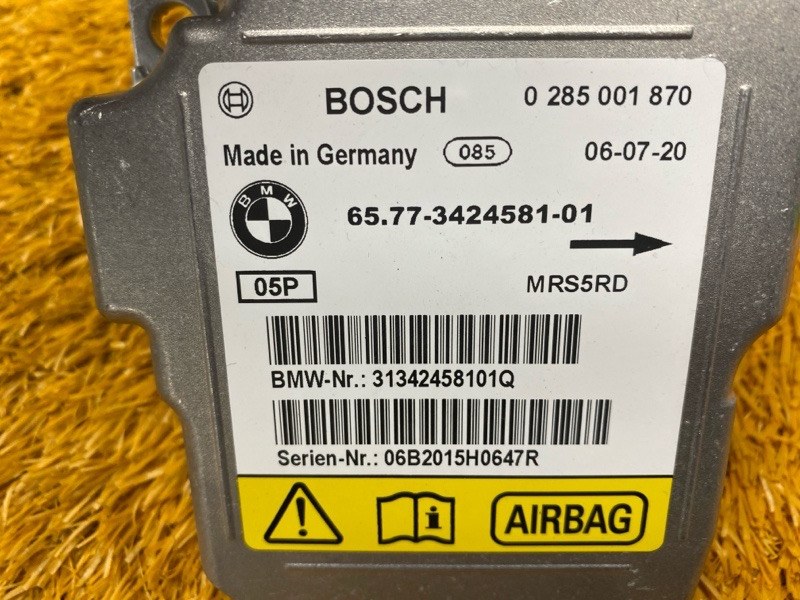 BOSCH 0 285 001 870
Made in Germany 085 06-07-20
BMW 65.77-3424581-01
05P MRS5RD
BMW-Nr.: 31342458101Q
Serien-Nr.: 06B2015H0647R
i AIRBAG